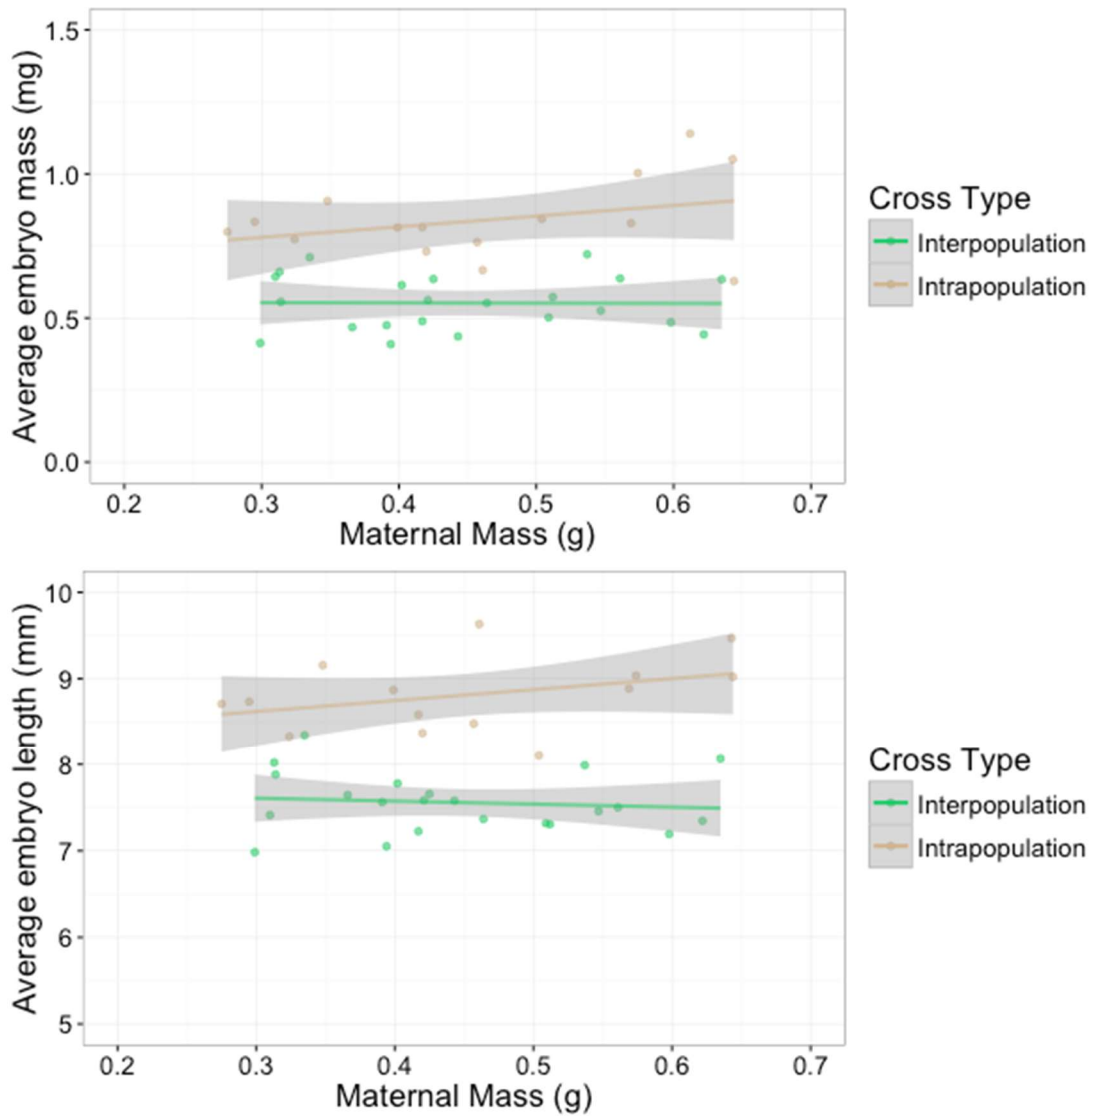 1.5
1.0
0.5
0.0
Average embryo mass (mg)
0.2 0.3 0.4 0.5 0.6 0.7
Maternal Mass (g)
Cross Type
Interpopulation
Intrapopulation
10
9
8
7
6
5
Average embryo length (mm)
0.2 0.3 0.4 0.5 0.6 0.7
Maternal Mass (g)
Cross Type
Interpopulation
Intrapopulation